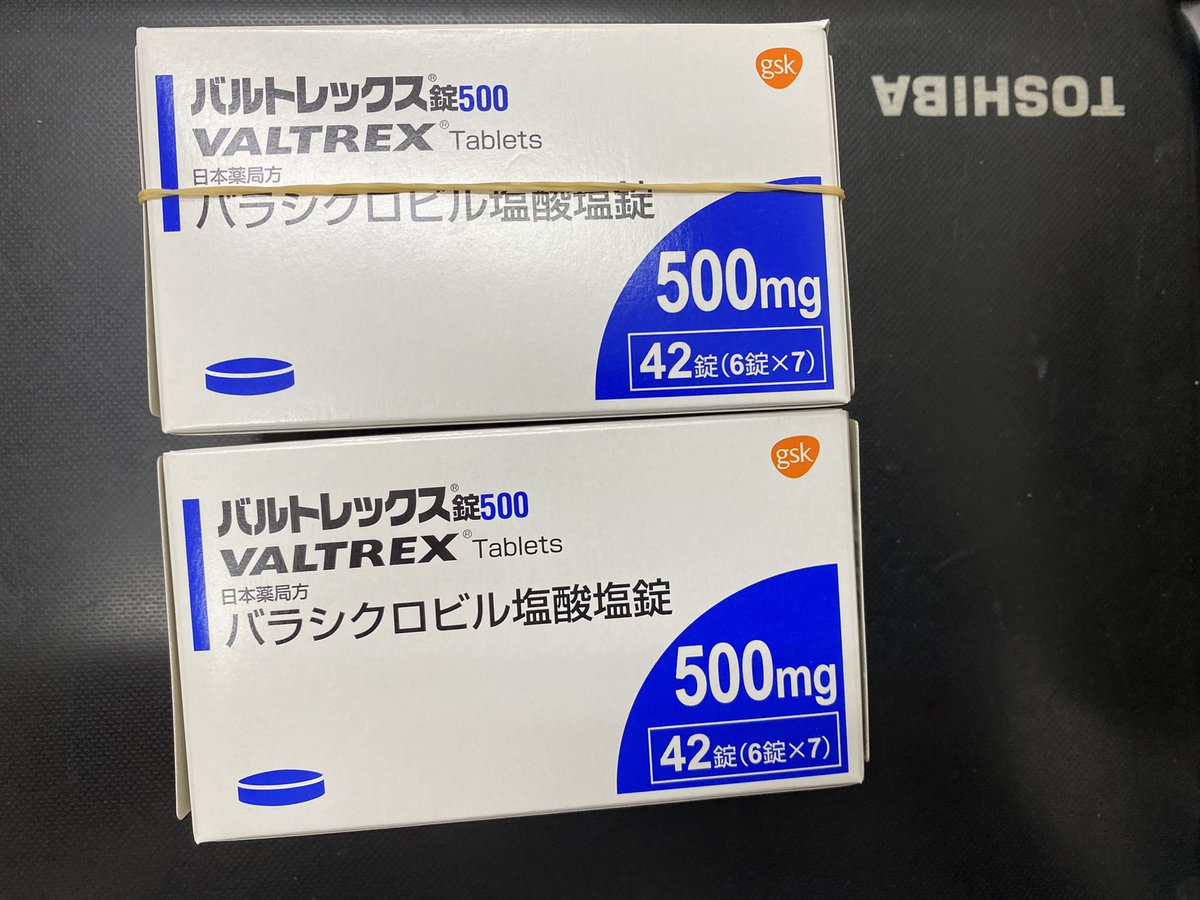 gsk
バルトレックス®錠500
VALTREX® Tablets
日本薬局方
バラシクロビル塩酸塩錠
500mg
42錠(6錠×7)
TOSHIBA
gsk
バルトレックス®錠500
VALTREX® Tablets
日本薬局方
バラシクロビル塩酸塩錠
500mg
42錠(6錠×7)